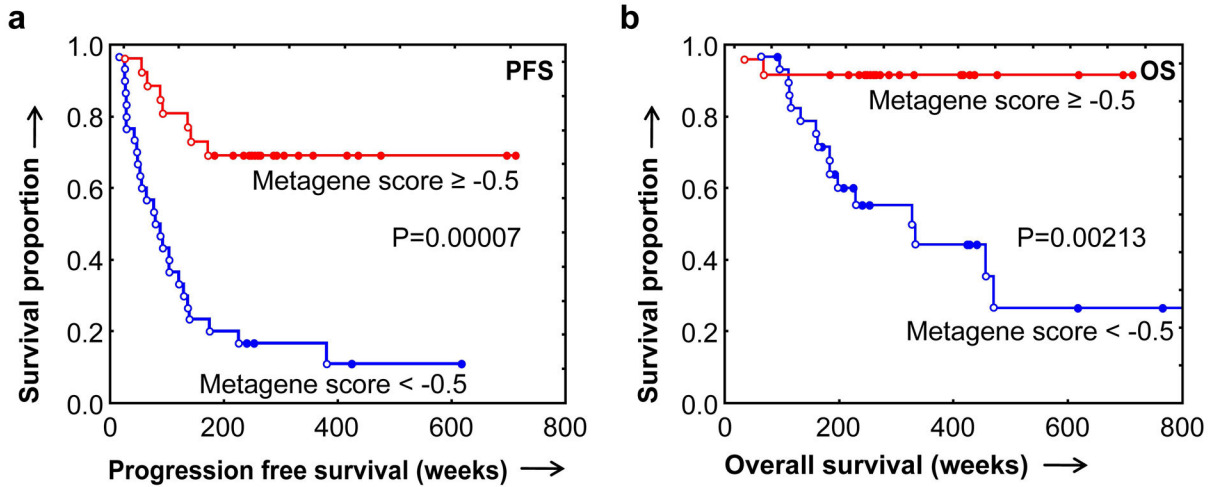 a
1.0
0.8
0.6
0.4
0.2
0.0
Survival proportion
PFS
Metagene score ≥ -0.5
P=0.00007
Metagene score < -0.5
0 200 400 600 800
Progression free survival (weeks)
b
1.0
0.8
0.6
0.4
0.2
0.0
Survival proportion
OS
Metagene score ≥ -0.5
P=0.00213
Metagene score < -0.5
0 200 400 600 800
Overall survival (weeks)